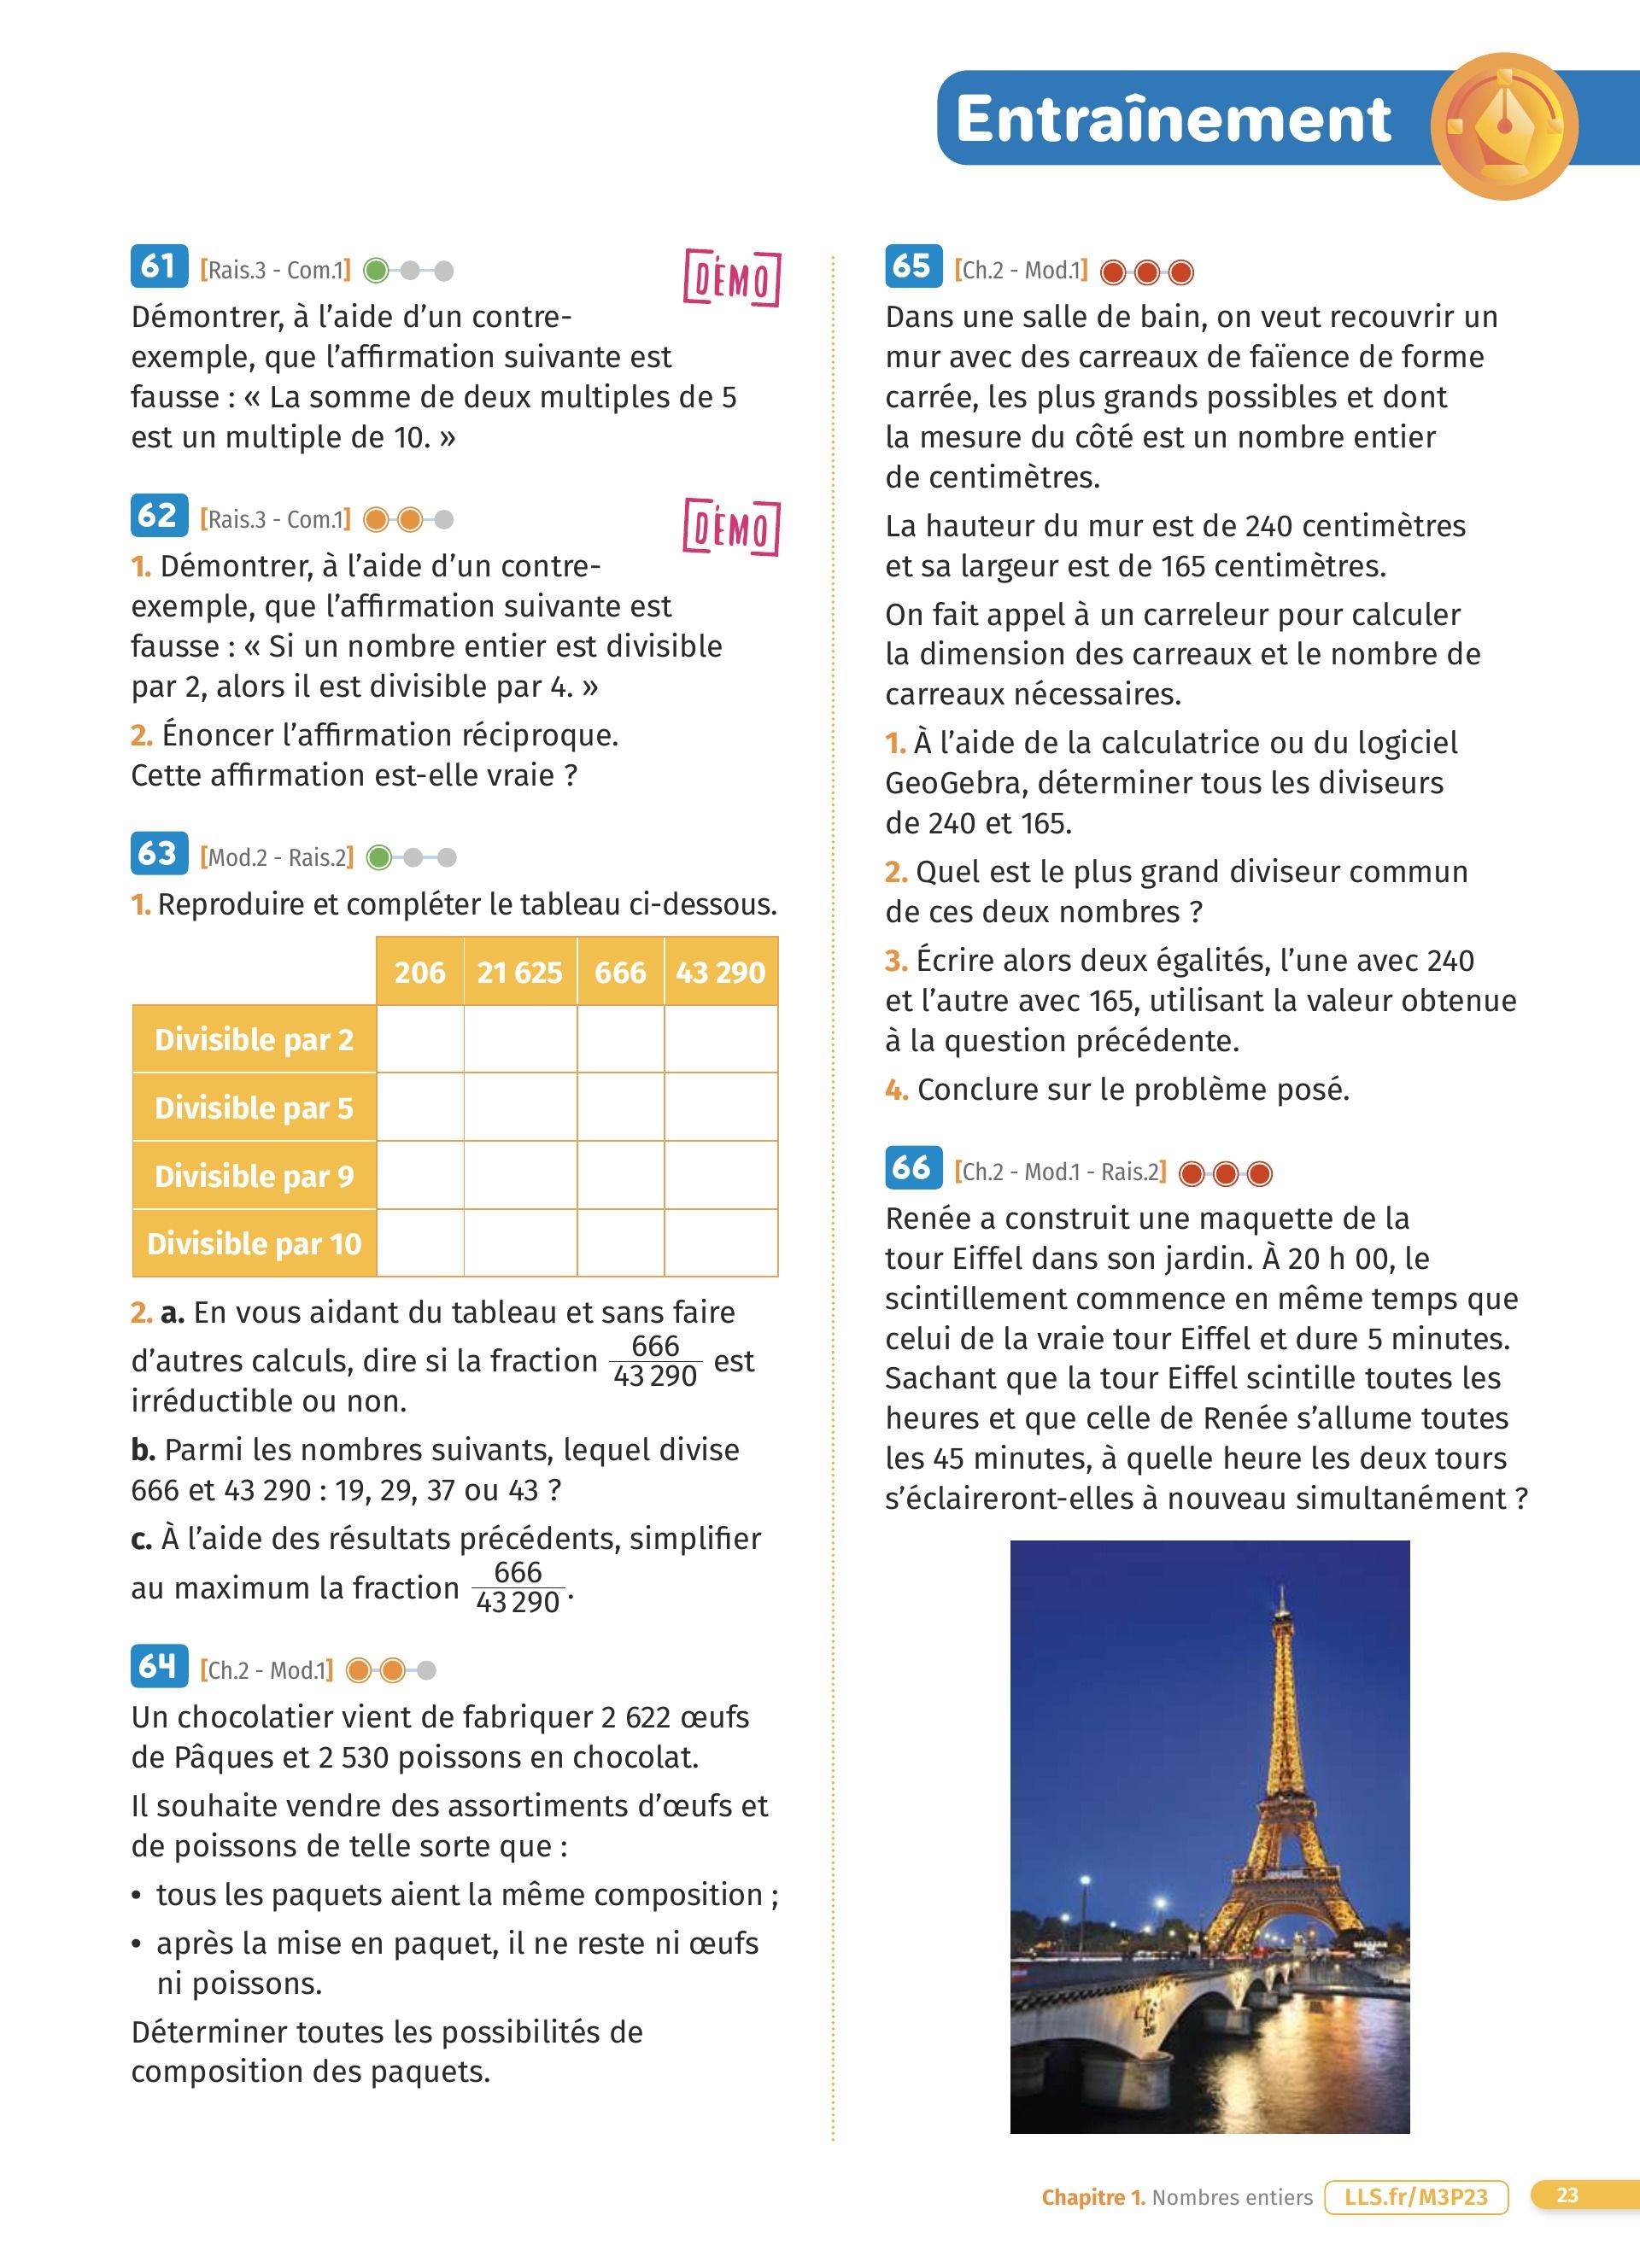 Entraînement
61 [Rais.3 - Com.1]
DÉMO
Démontrer, à l’aide d’un contre-
exemple, que l’affirmation suivante est
fausse : « La somme de deux multiples de 5
est un multiple de 10. »
62 [Rais.3 - Com.1]
DÉMO
1. Démontrer, à l’aide d’un contre-
exemple, que l’affirmation suivante est
fausse : « Si un nombre entier est divisible
par 2, alors il est divisible par 4. »
2. Énoncer l’affirmation réciproque.
Cette affirmation est-elle vraie ?
63 [Mod.2 - Rais.2]
1. Reproduire et compléter le tableau ci-dessous.
206 21 625 666 43 290
Divisible par 2
Divisible par 5
Divisible par 9
Divisible par 10
2. a. En vous aidant du tableau et sans faire
d’autres calculs, dire si la fraction 666/43 290 est
irréductible ou non.
b. Parmi les nombres suivants, lequel divise
666 et 43 290 : 19, 29, 37 ou 43 ?
c. À l’aide des résultats précédents, simplifier
au maximum la fraction 666/43 290.
64 [Ch.2 - Mod.1]
Un chocolatier vient de fabriquer 2 622 œufs
de Pâques et 2 530 poissons en chocolat.
Il souhaite vendre des assortiments d’œufs et
de poissons de telle sorte que :
• tous les paquets aient la même composition ;
• après la mise en paquet, il ne reste ni œufs
ni poissons.
Déterminer toutes les possibilités de
composition des paquets.
65 [Ch.2 - Mod.1]
Dans une salle de bain, on veut recouvrir un
mur avec des carreaux de faïence de forme
carrée, les plus grands possibles et dont
la mesure du côté est un nombre entier
de centimètres.
La hauteur du mur est de 240 centimètres
et sa largeur est de 165 centimètres.
On fait appel à un carreleur pour calculer
la dimension des carreaux et le nombre de
carreaux nécessaires.
1. À l’aide de la calculatrice ou du logiciel
GeoGebra, déterminer tous les diviseurs
de 240 et 165.
2. Quel est le plus grand diviseur commun
de ces deux nombres ?
3. Écrire alors deux égalités, l’une avec 240
et l’autre avec 165, utilisant la valeur obtenue
à la question précédente.
4. Conclure sur le problème posé.
66 [Ch.2 - Mod.1 - Rais.2]
Renée a construit une maquette de la
tour Eiffel dans son jardin. À 20 h 00, le
scintillement commence en même temps que
celui de la vraie tour Eiffel et dure 5 minutes.
Sachant que la tour Eiffel scintille toutes les
heures et que celle de Renée s’allume toutes
les 45 minutes, à quelle heure les deux tours
s’éclaireront-elles à nouveau simultanément ?
Chapitre 1. Nombres entiers LLS.fr/M3P23 23